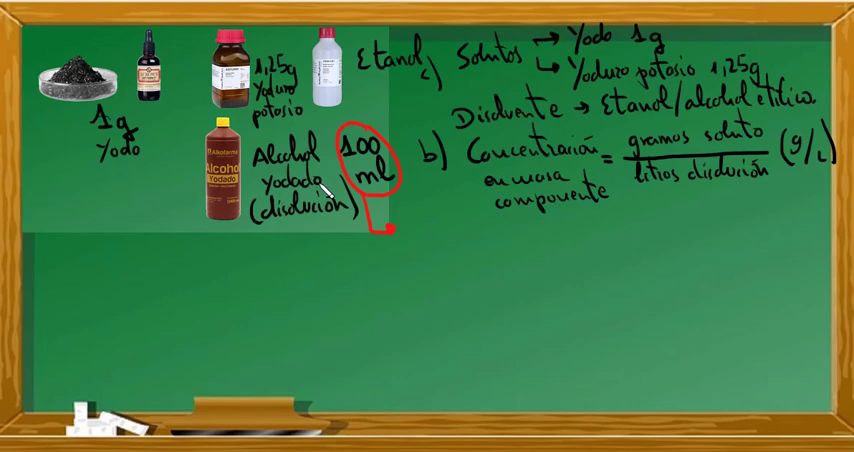 1g
Yodo
1,25g
Yoduro
potasio
Etanol
Alkofarma
Alcohol
Yodado
Alcohol
yodado
(disolución)
100
ml
c) Solutos → Yodo 1g
↳ Yoduro potasio 1,25g
Disolvente → Etanol/alcohol etílico
b) Concentración = gramos soluto (g/L)
litros disolución
en masa
componente